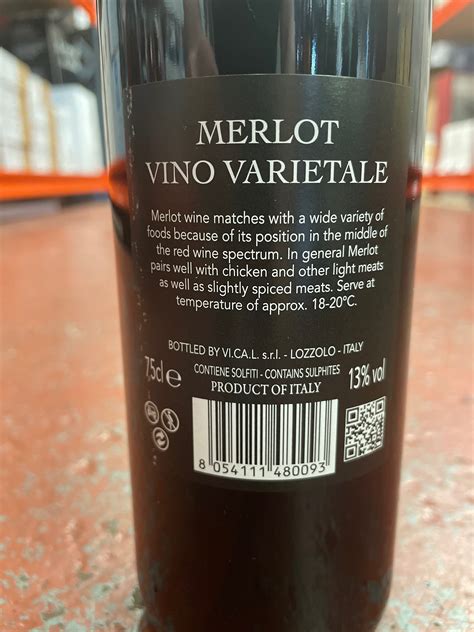 MERLOT
VINO VARIETALE
Merlot wine matches with a wide variety of
foods because of its position in the middle of
the red wine spectrum. In general Merlot
pairs well with chicken and other light meats
as well as slightly spiced meats. Serve at
temperature of approx. 18-20°C.
BOTTLED BY VI.CA.L. s.r.l. - LOZZOLO - ITALY
CONTIENE SOLFITI - CONTAINS SULPHITES
75cl e
13% vol
PRODUCT OF ITALY
8 054111 480093